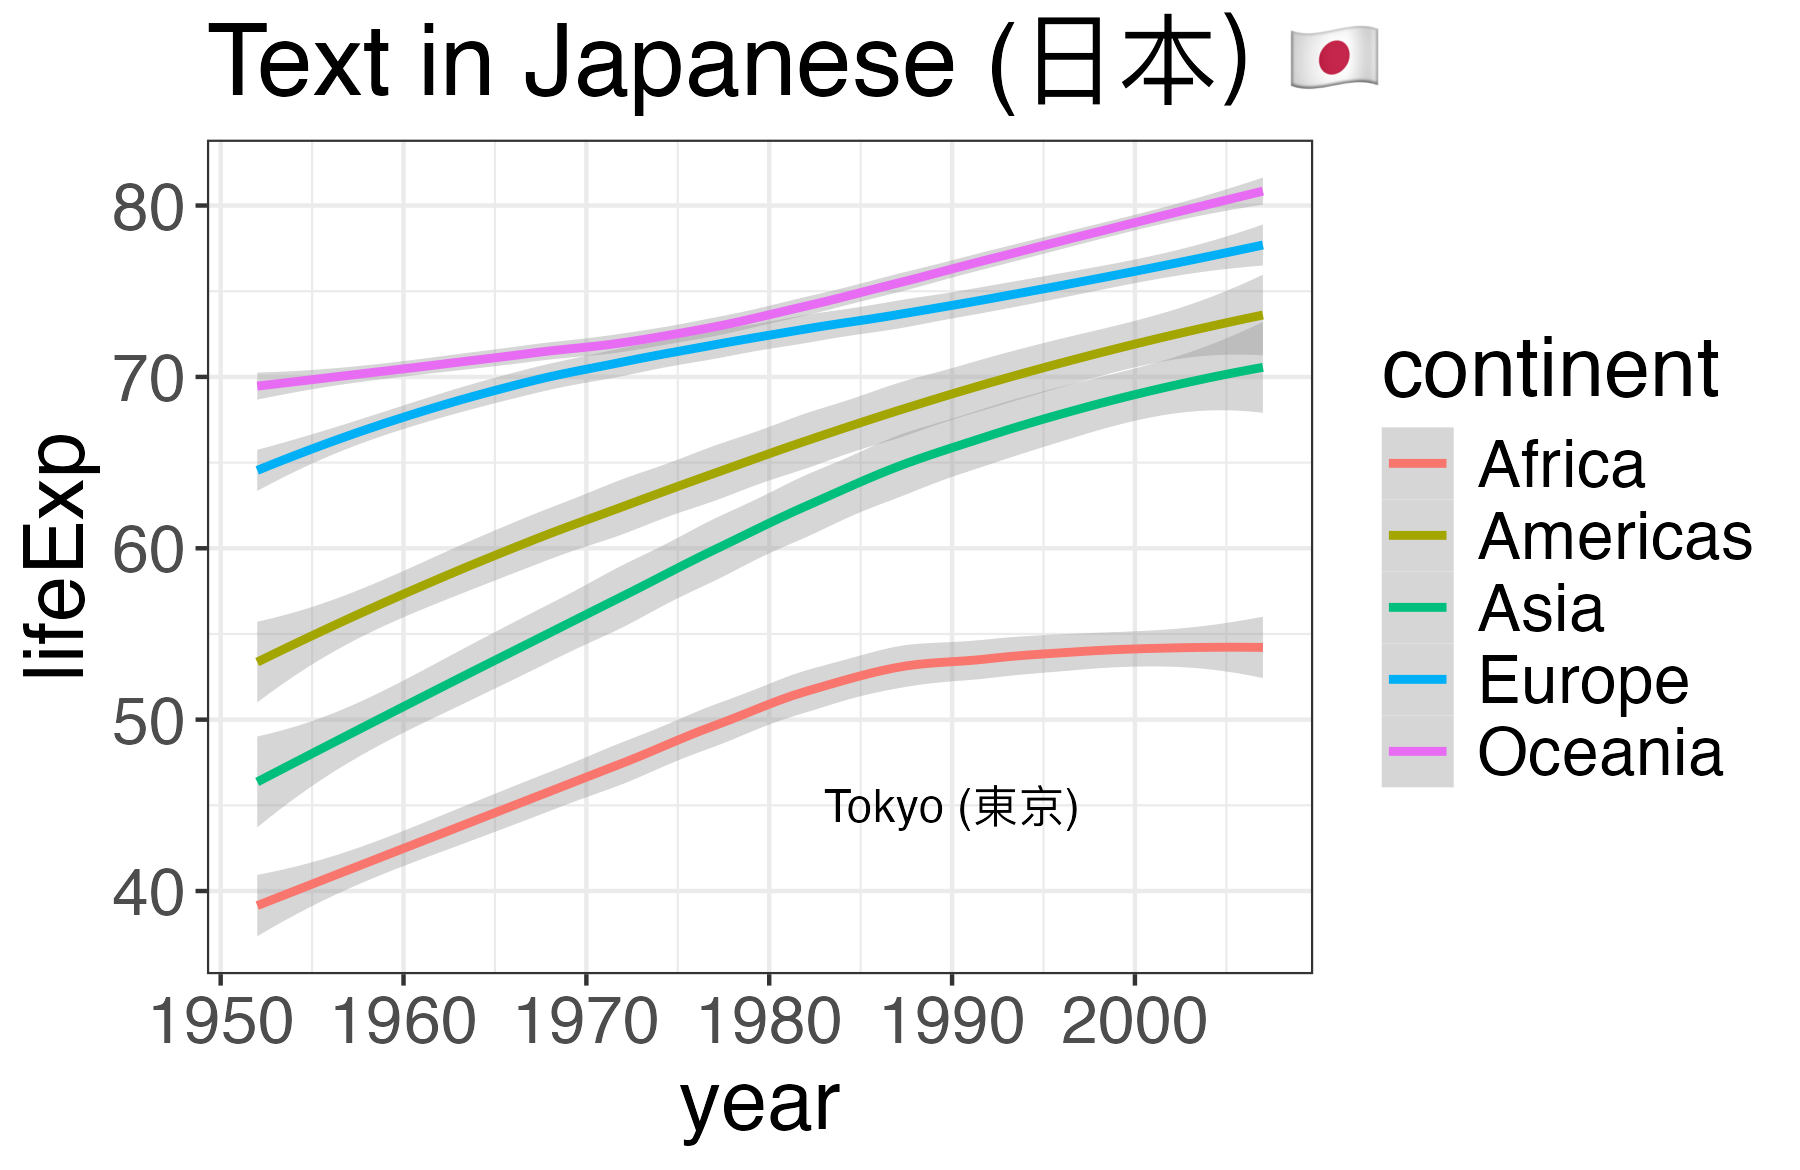 Text in Japanese (日本) 🇯🇵
lifeExp
80
70
60
50
40
Tokyo (東京)
1950 1960 1970 1980 1990 2000
year
continent
Africa
Americas
Asia
Europe
Oceania